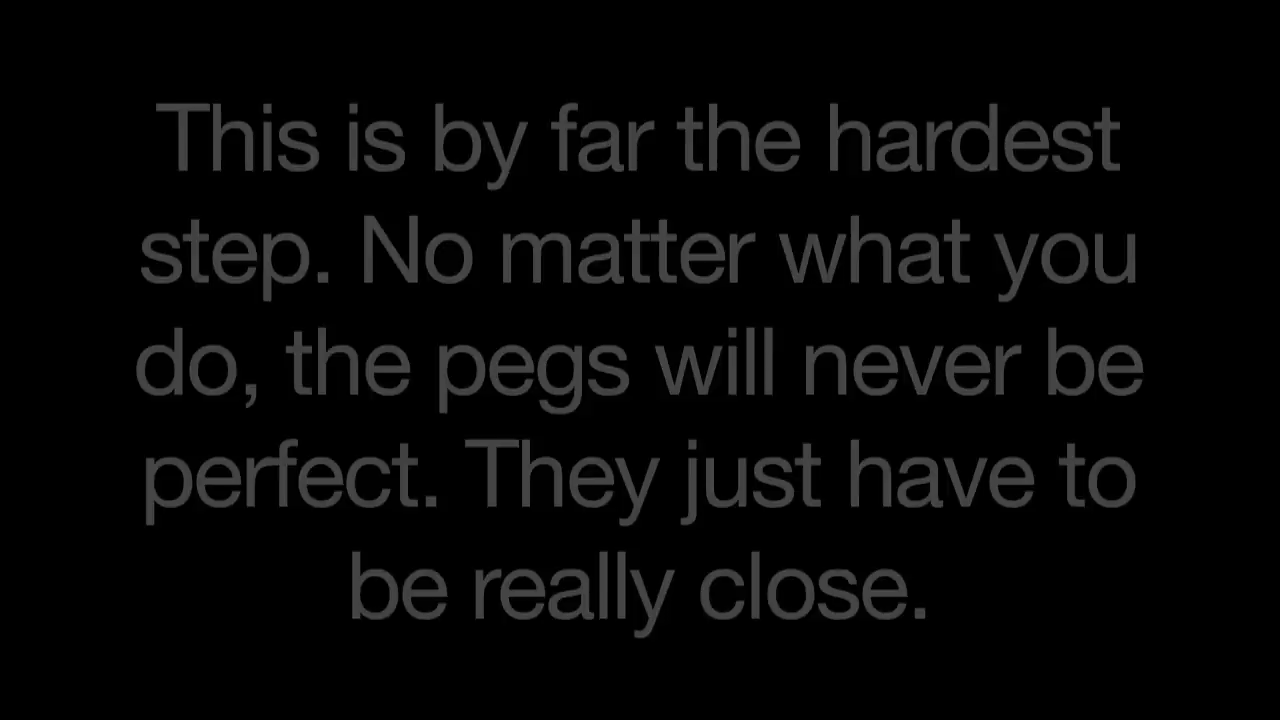 This is by far the hardest
step. No matter what you
do, the pegs will never be
perfect. They just have to
be really close.